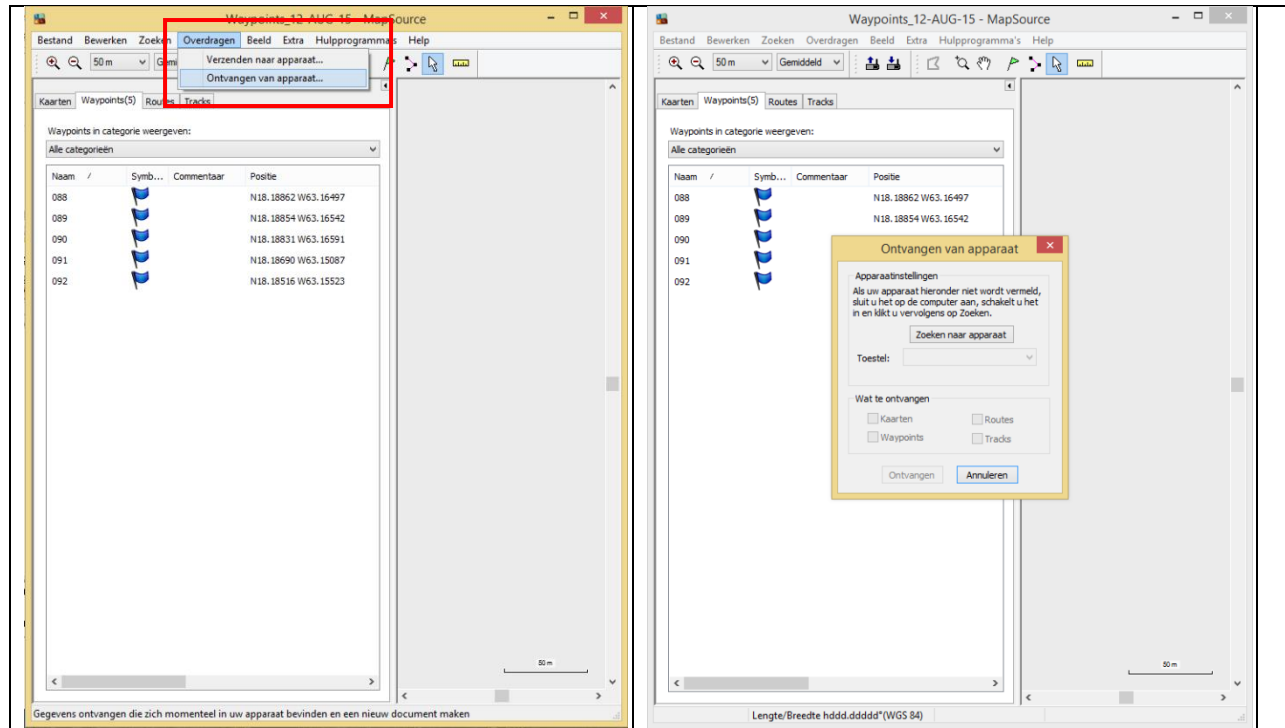 Waypoints_12-AUG-15 - MapSource
Bestand Bewerken Zoeken Overdragen Beeld Extra Hulpprogramma's Help
50 m
Verzenden naar apparaat...
Ontvangen van apparaat...
Kaarten Waypoints(5) Routes Tracks
Waypoints in categorie weergeven:
Alle categorieën
Naam / Symb... Commentaar Positie
088 N18.18862 W63.16497
089 N18.18854 W63.16542
090 N18.18831 W63.16591
091 N18.18690 W63.15087
092 N18.18516 W63.15523
50 m
Gegevens ontvangen die zich momenteel in uw apparaat bevinden en een nieuw document maken
Waypoints_12-AUG-15 - MapSource
Bestand Bewerken Zoeken Overdragen Beeld Extra Hulpprogramma's Help
50 m Gemiddeld
Kaarten Waypoints(5) Routes Tracks
Waypoints in categorie weergeven:
Alle categorieën
Naam / Symb... Commentaar Positie
088 N18.18862 W63.16497
089 N18.18854 W63.16542
090
091
092
Ontvangen van apparaat
Apparaatinstellingen
Als uw apparaat hieronder niet wordt vermeld,
sluit u het op de computer aan, schakelt u het
in en klikt u vervolgens op Zoeken.
Zoeken naar apparaat
Toestel:
Wat te ontvangen
Kaarten Routes
Waypoints Tracks
Ontvangen Annuleren
50 m
Lengte/Breedte hddd.ddddd°(WGS 84)